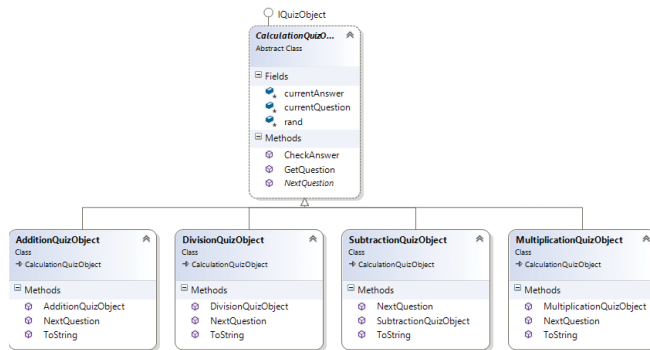 IQuizObject
CalculationQuizO...
Abstract Class
Fields
currentAnswer
currentQuestion
rand
Methods
CheckAnswer
GetQuestion
NextQuestion
AdditionQuizObject
Class
CalculationQuizObject
Methods
AdditionQuizObject
NextQuestion
ToString
DivisionQuizObject
Class
CalculationQuizObject
Methods
DivisionQuizObject
NextQuestion
ToString
SubtractionQuizObject
Class
CalculationQuizObject
Methods
NextQuestion
SubtractionQuizObject
ToString
MultiplicationQuizObject
Class
CalculationQuizObject
Methods
MultiplicationQuizObject
NextQuestion
ToString